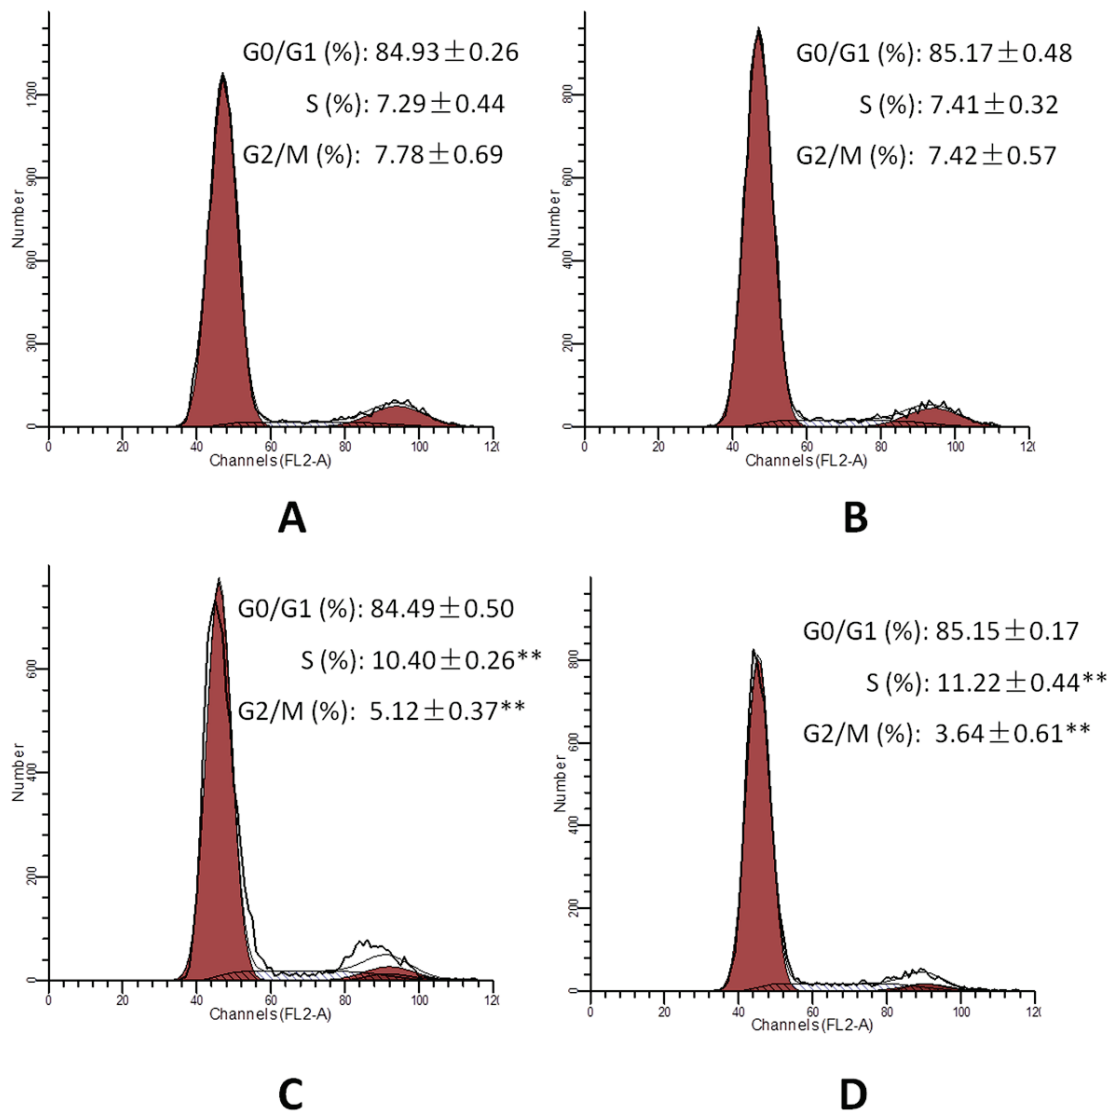 G0/G1 (%): 84.93±0.26
S (%): 7.29±0.44
G2/M (%): 7.78±0.69
Number
0 300 600 900 1200
0 20 40 60 80 100 120
Channels (FL2-A)
A
G0/G1 (%): 85.17±0.48
S (%): 7.41±0.32
G2/M (%): 7.42±0.57
Number
0 200 400 600 800
0 20 40 60 80 100 120
Channels (FL2-A)
B
G0/G1 (%): 84.49±0.50
S (%): 10.40±0.26**
G2/M (%): 5.12±0.37**
Number
0 200 400 600
0 20 40 60 80 100 120
Channels (FL2-A)
C
G0/G1 (%): 85.15±0.17
S (%): 11.22±0.44**
G2/M (%): 3.64±0.61**
Number
0 200 400 600 800
0 20 40 60 80 100 120
Channels (FL2-A)
D